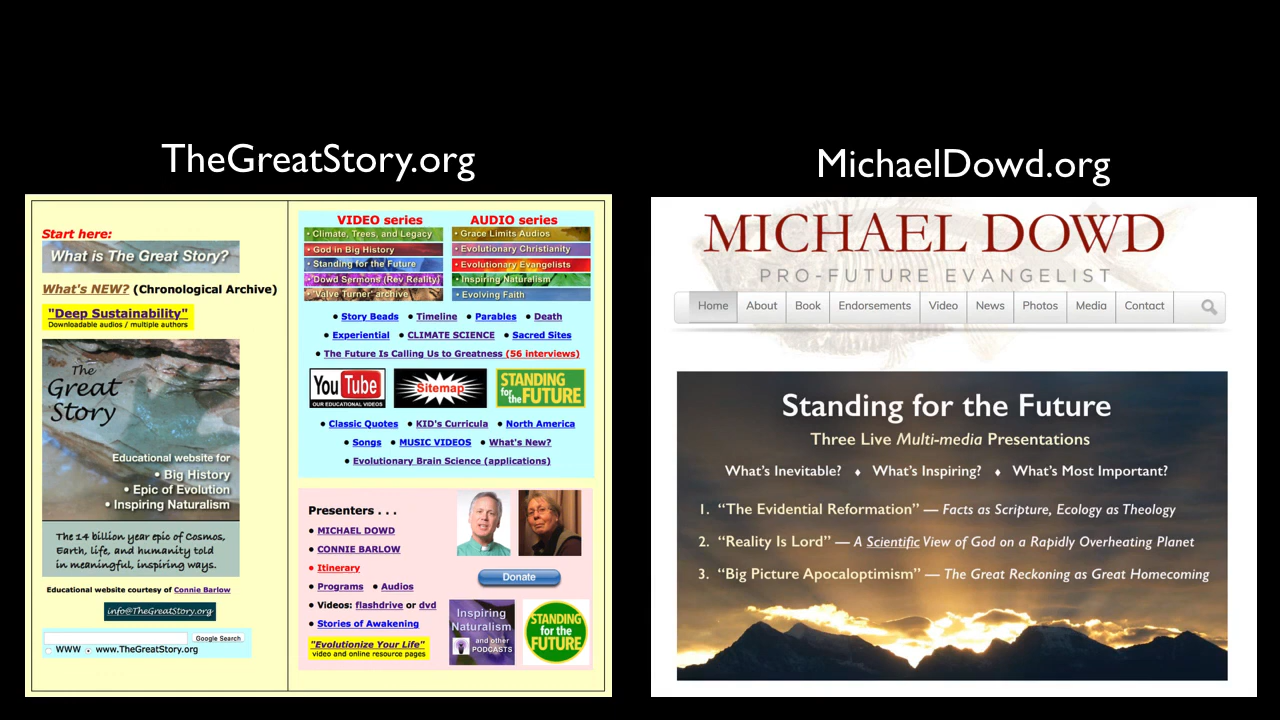 TheGreatStory.org
Start here:
What is The Great Story?
What's NEW? (Chronological Archive)
"Deep Sustainability"
Downloadable audios / multiple authors
The
Great
Story
Educational website for
• Big History
• Epic of Evolution
• Inspiring Naturalism
The 14 billion year epic of Cosmos,
Earth, life, and humanity told
in meaningful, inspiring ways.
Educational website courtesy of Connie Barlow
info@TheGreatStory.org
Google Search
WWW www.TheGreatStory.org
VIDEO series
• Climate, Trees, and Legacy
• God in Big History
• Standing for the Future
• Dowd Sermons (Rev Reality)
• 'Valve Turner' archive
AUDIO series
• Grace Limits Audios
• Evolutionary Christianity
• Evolutionary Evangelists
• Inspiring Naturalism
• Evolving Faith
• Story Beads • Timeline • Parables • Death
• Experiential • CLIMATE SCIENCE • Sacred Sites
• The Future Is Calling Us to Greatness (56 interviews)
YouTube
OUR EDUCATIONAL VIDEOS
Sitemap
STANDING
for the
FUTURE
• Classic Quotes • KID's Curricula • North America
• Songs • MUSIC VIDEOS • What's New?
• Evolutionary Brain Science (applications)
Presenters . . .
• MICHAEL DOWD
• CONNIE BARLOW
• Itinerary
• Programs • Audios
• Videos: flashdrive or dvd
• Stories of Awakening
"Evolutionize Your Life"
video and online resource pages
Donate
Inspiring
Naturalism
and other
PODCASTS
STANDING
for the
FUTURE
MichaelDowd.org
MICHAEL DOWD
PRO-FUTURE EVANGELIST
Home About Book Endorsements Video News Photos Media Contact
Standing for the Future
Three Live Multi-media Presentations
What's Inevitable? ♦ What's Inspiring? ♦ What's Most Important?
1. “The Evidential Reformation” — Facts as Scripture, Ecology as Theology
2. “Reality Is Lord” — A Scientific View of God on a Rapidly Overheating Planet
3. “Big Picture Apocaloptimism” — The Great Reckoning as Great Homecoming